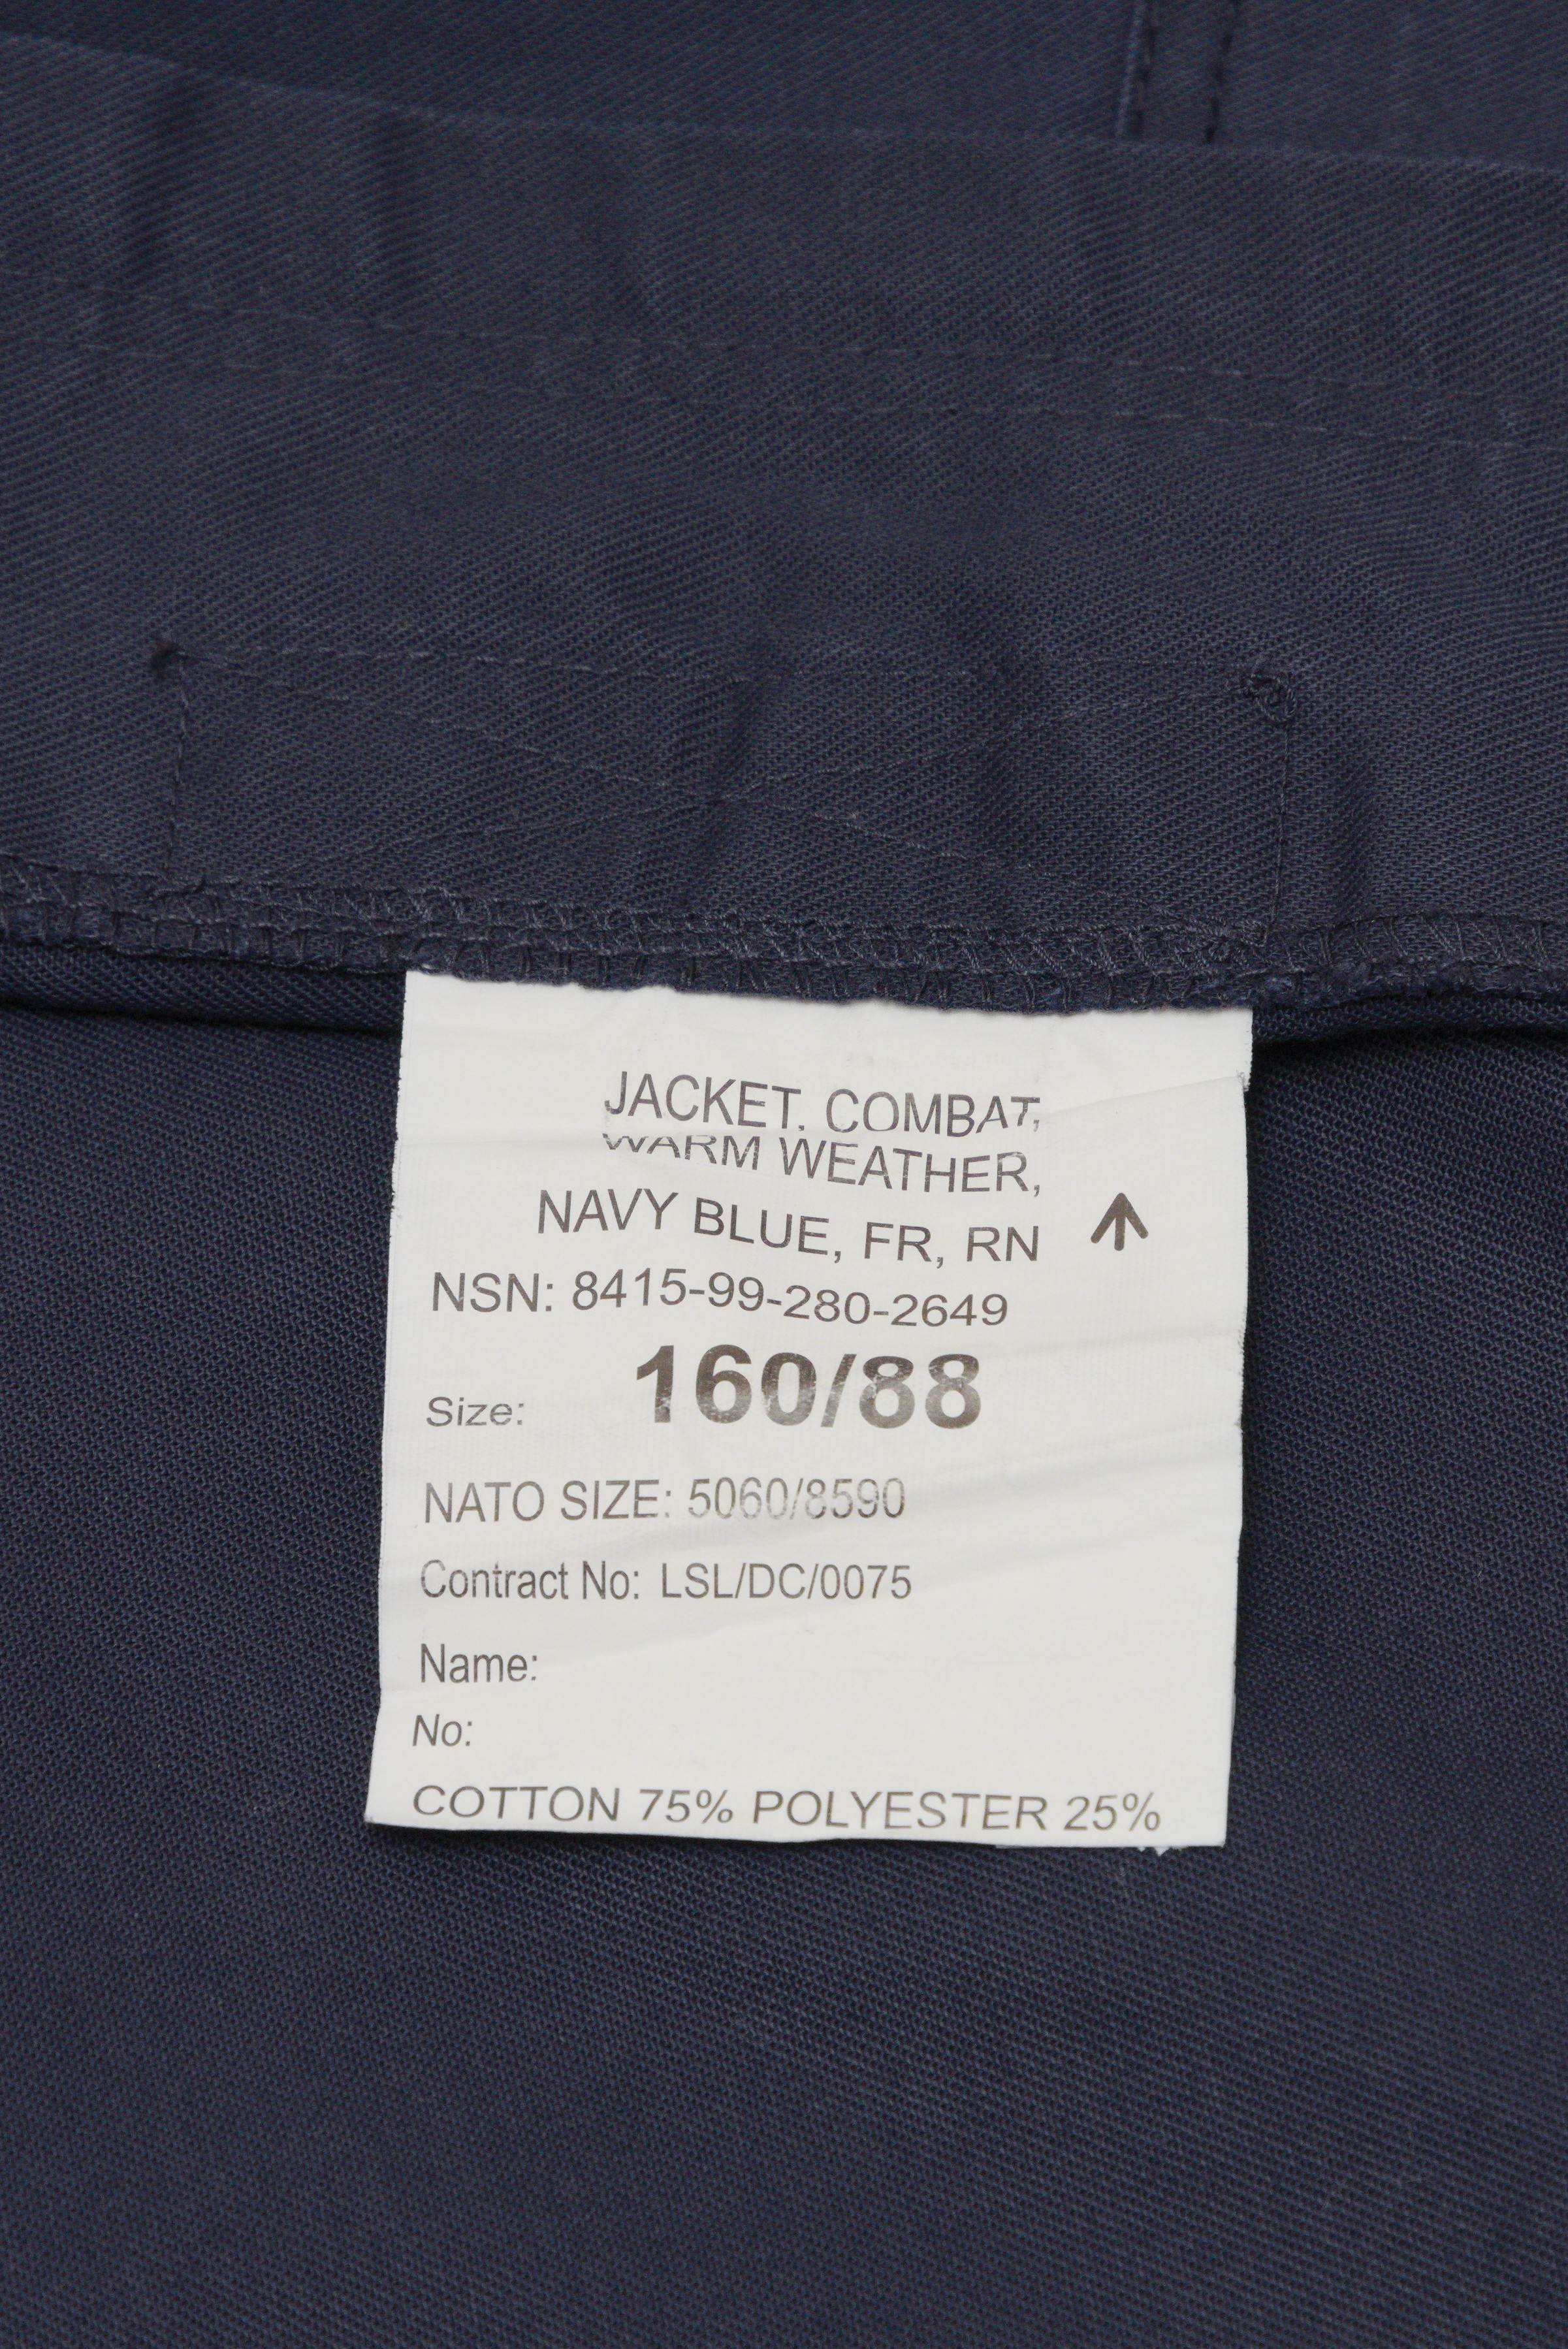 JACKET, COMBAT,
WARM WEATHER,
NAVY BLUE, FR, RN
NSN: 8415-99-280-2649
Size: 160/88
NATO SIZE: 5060/8590
Contract No: LSL/DC/0075
Name:
No:
COTTON 75% POLYESTER 25%